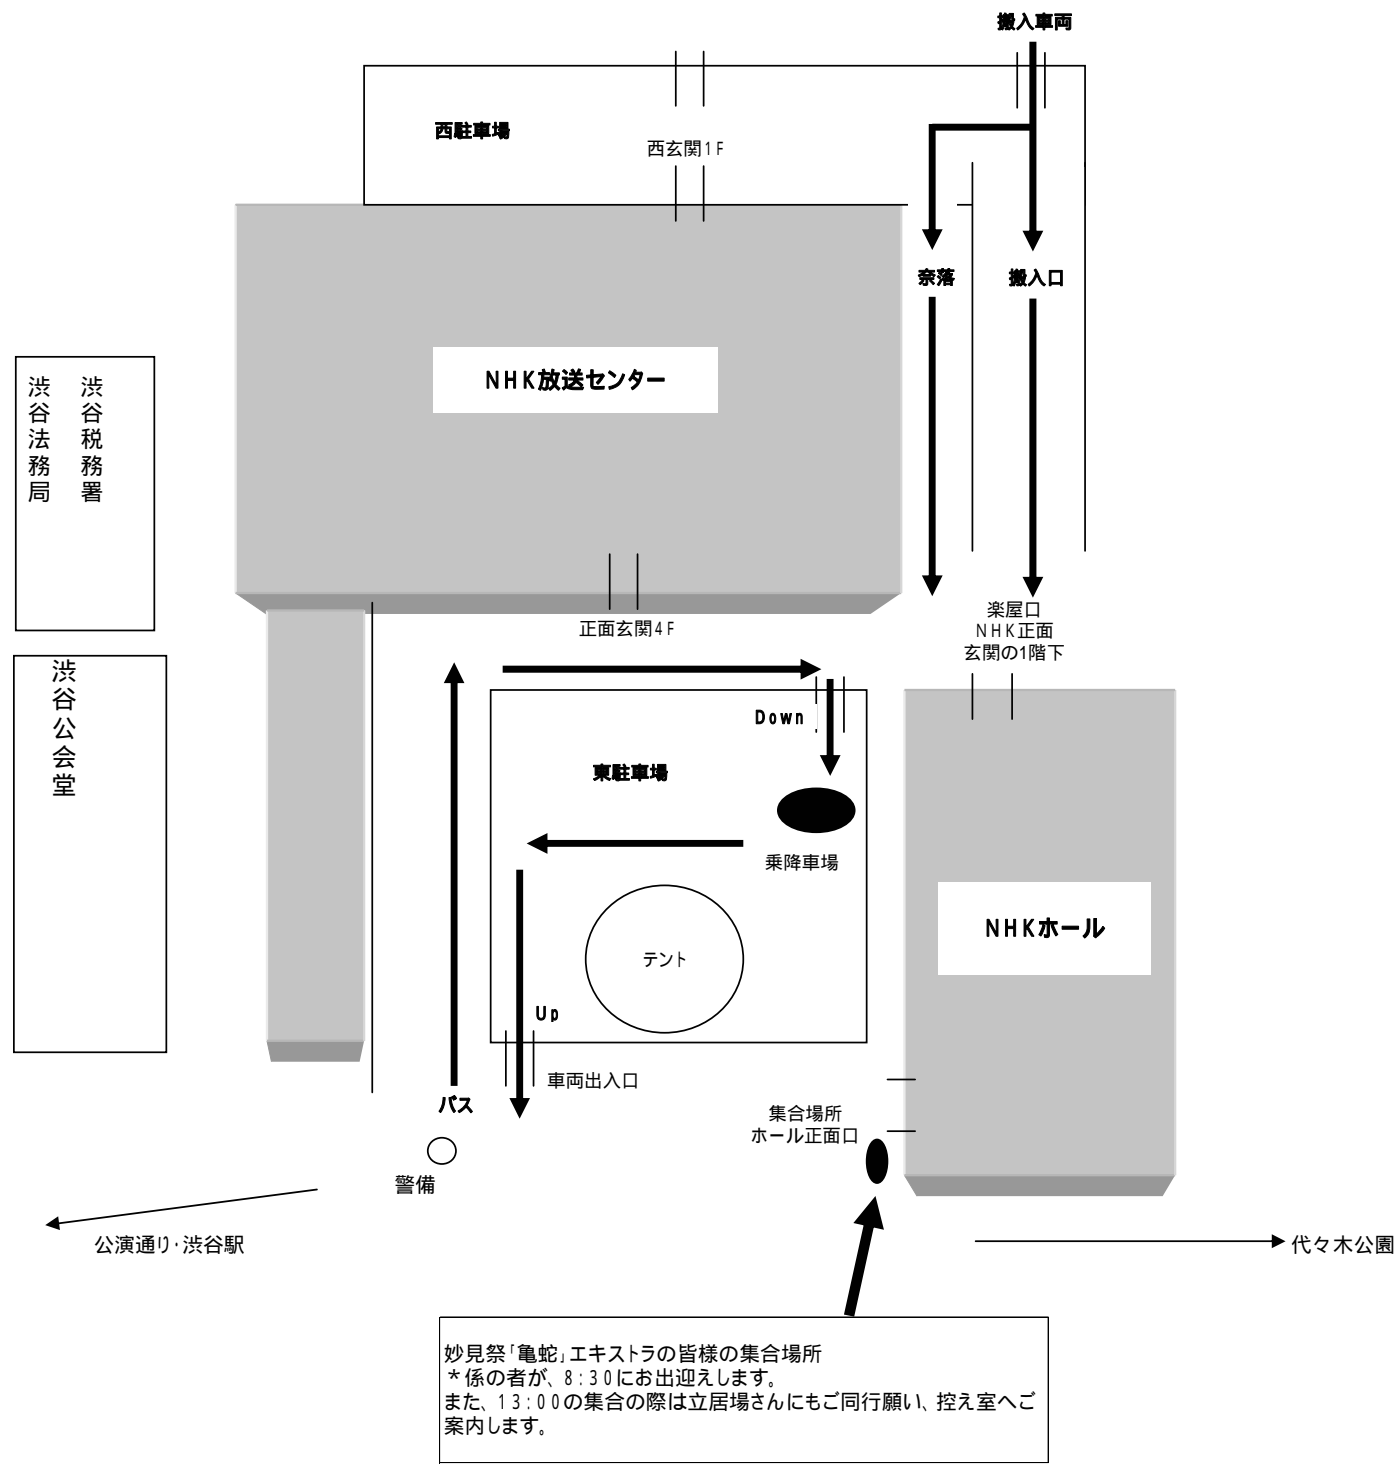 搬入車両
西駐車場
西玄関1F
奈落
搬入口
NHK放送センター
渋谷税務署
渋谷法務局
楽屋口
NHK正面
玄関の1階下
正面玄関4F
渋谷公会堂
Down
東駐車場
乗降車場
NHKホール
テント
Up
車両出入口
バス
集合場所
ホール正面口
警備
公演通り・渋谷駅
代々木公園
妙見祭「亀蛇」エキストラの皆様の集合場所
*係の者が、8:30にお出迎えします。
また、13:00の集合の際は立居場さんにもご同行願い、控え室へご
案内します。